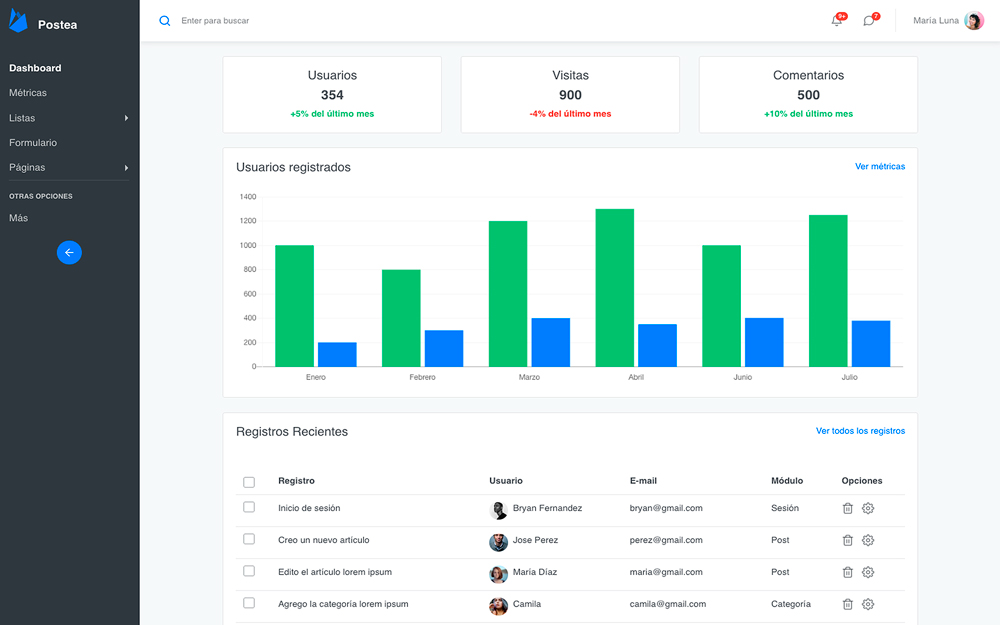 Postea
Enter para buscar
9+
7
Maria Luna
Dashboard
Métricas
Listas
Formulario
Páginas
OTRAS OPCIONES
Más
Usuarios
354
+5% del último mes
Visitas
900
-4% del último mes
Comentarios
500
+10% del último mes
Usuarios registrados
Ver métricas
1400
1200
1000
800
600
400
200
0
Enero Febrero Marzo Abril Junio Julio
Registros Recientes
Ver todos los registros
Registro Usuario E-mail Módulo Opciones
Inicio de sesión Bryan Fernandez bryan@gmail.com Sesión
Creo un nuevo artículo Jose Perez perez@gmail.com Post
Edito el artículo lorem ipsum María Díaz maria@gmail.com Post
Agrego la categoría lorem ipsum Camila camila@gmail.com Categoría